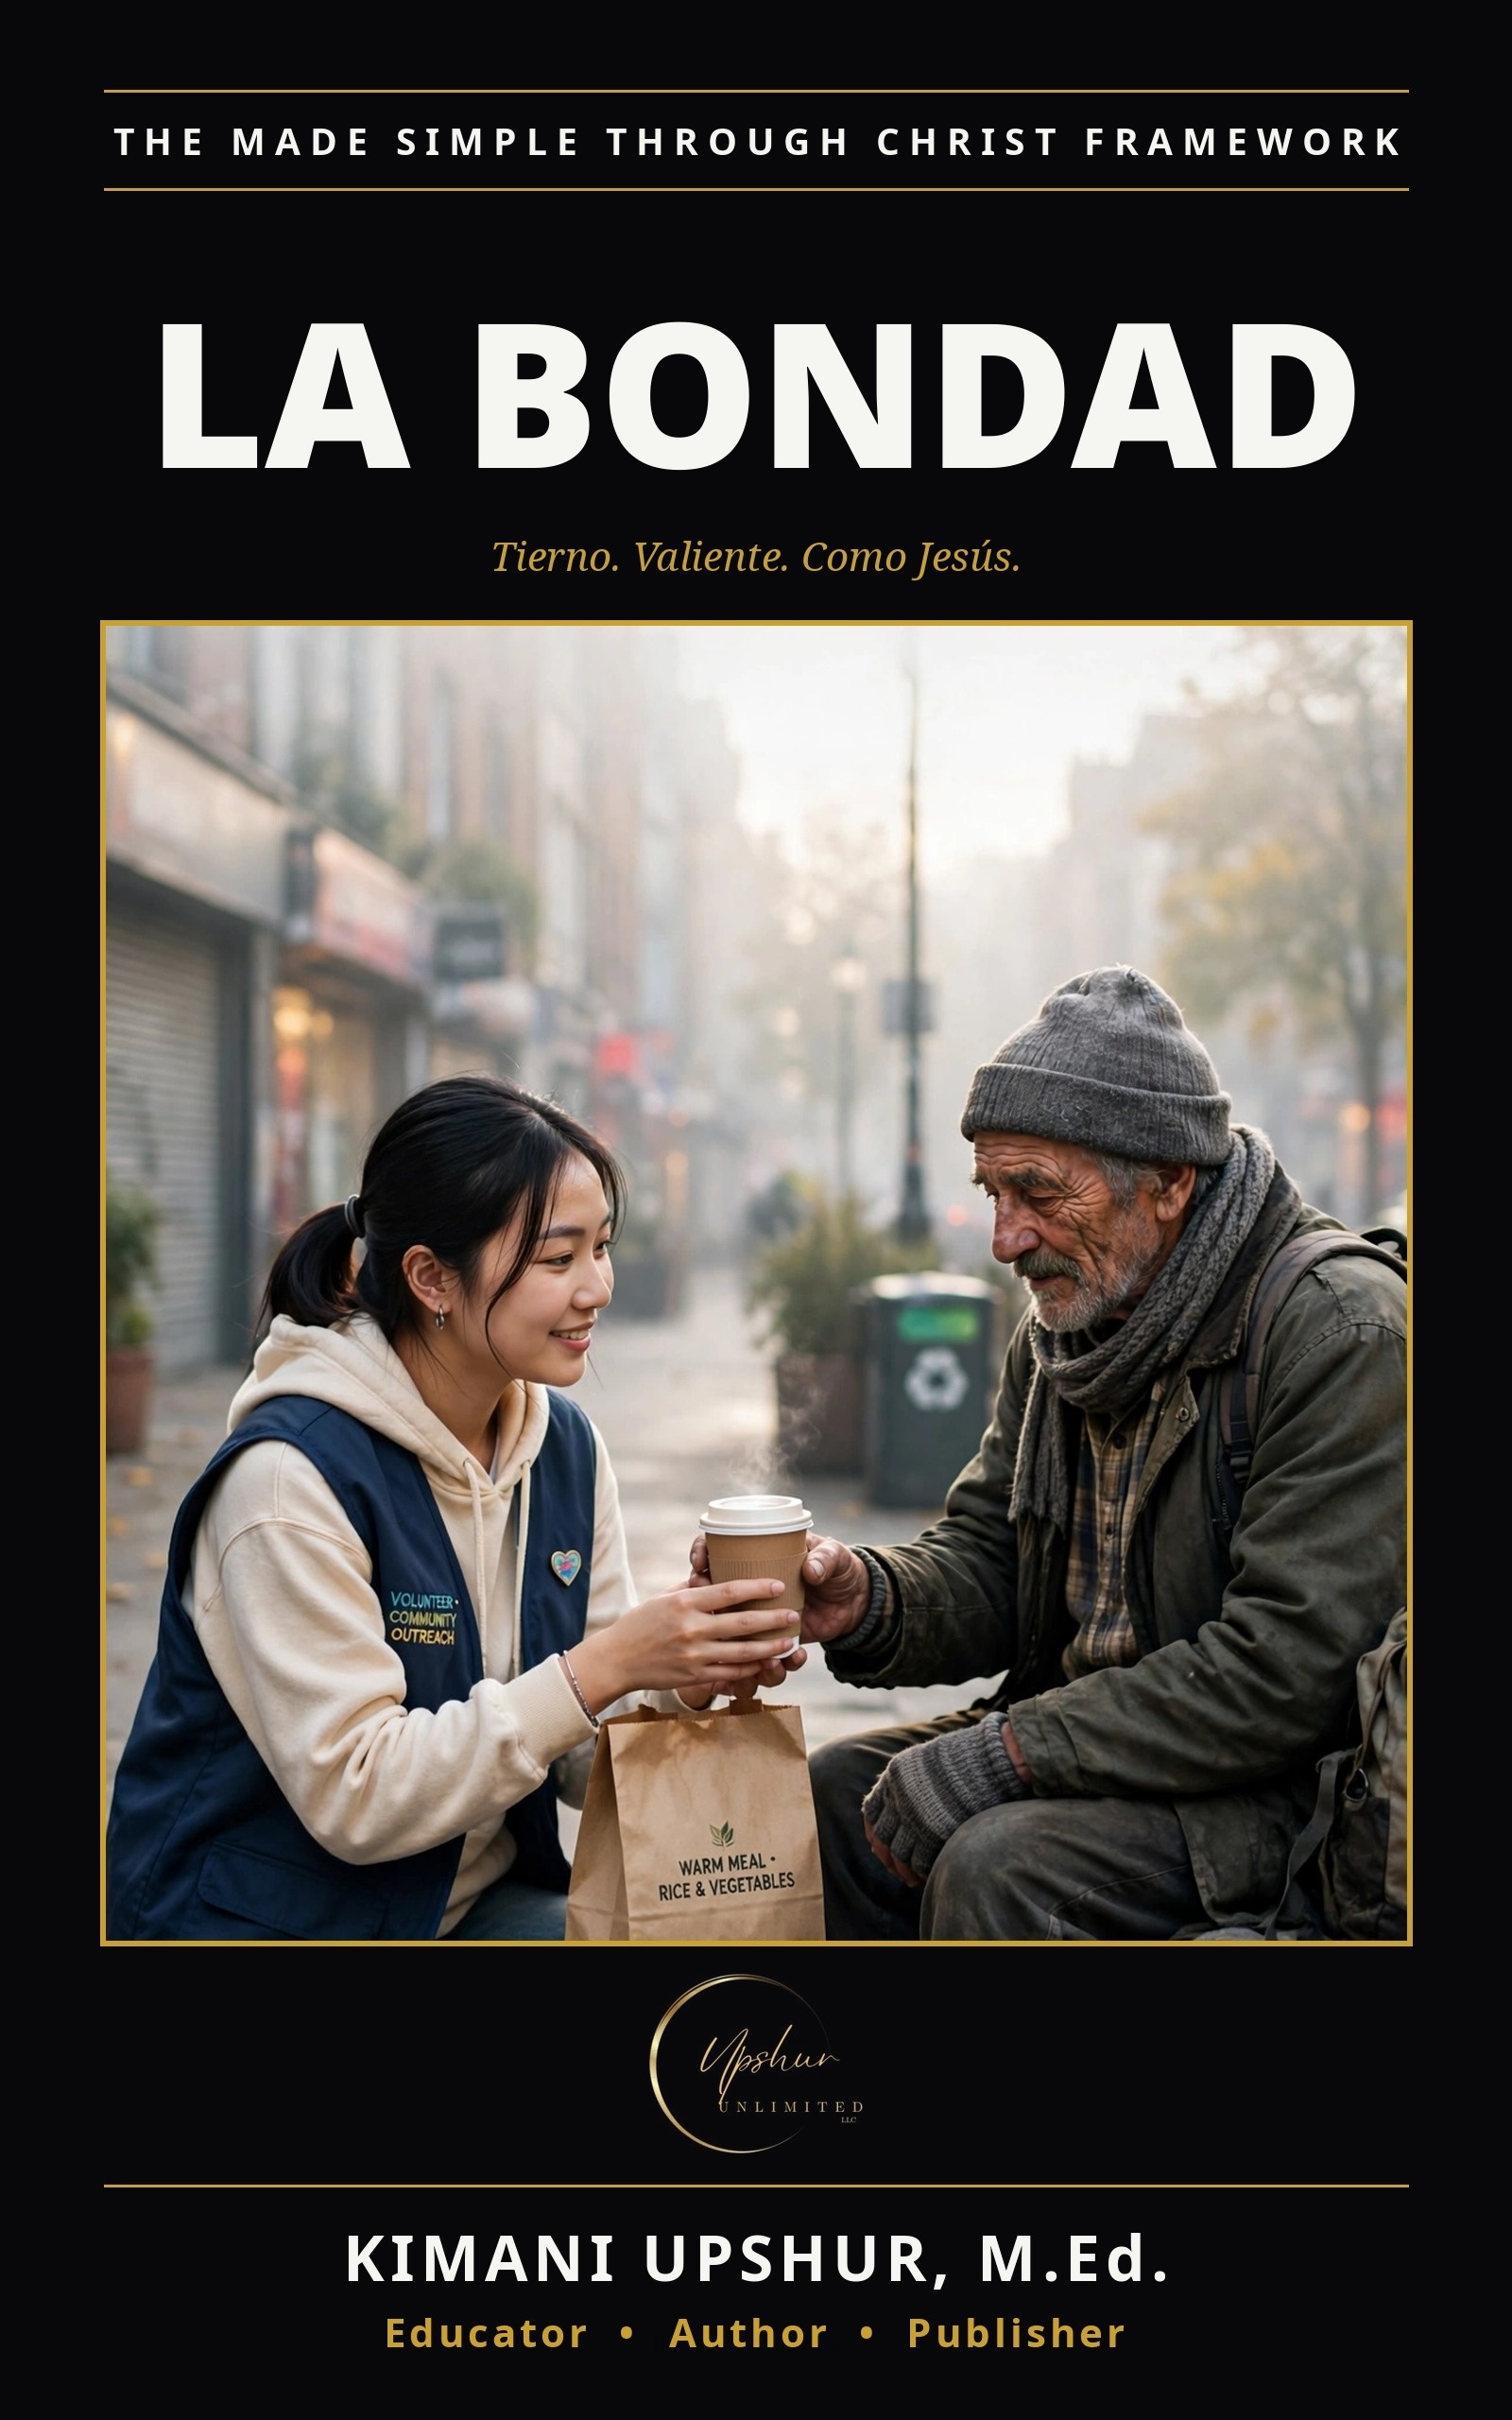 THE MADE SIMPLE THROUGH CHRIST FRAMEWORK
LA BONDAD
Tierno. Valiente. Como Jesús.
VOLUNTEER •
COMMUNITY
OUTREACH
WARM MEAL •
RICE & VEGETABLES
Upshur
UNLIMITED
LLC
KIMANI UPSHUR, M.Ed.
Educator • Author • Publisher